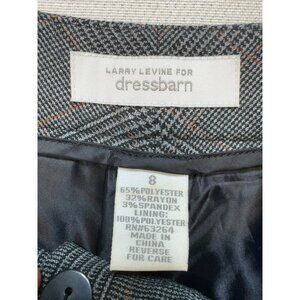 LARRY LEVINE FOR
dressbarn
8
65%POLYESTER
32%RAYON
3%SPANDEX
LINING:
100%POLYESTER
RN#63264
MADE IN
CHINA
REVERSE
FOR CARE